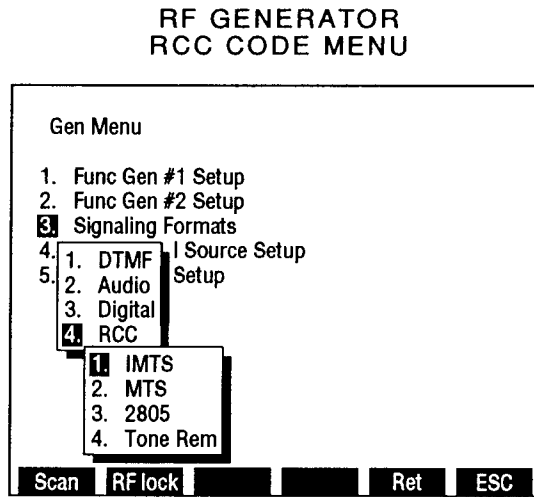 RF GENERATOR
RCC CODE MENU
Gen Menu
1. Func Gen #1 Setup
2. Func Gen #2 Setup
3. Signaling Formats
4. l Source Setup
5. Setup
1. DTMF
2. Audio
3. Digital
4. RCC
1. IMTS
2. MTS
3. 2805
4. Tone Rem
Scan RF lock Ret ESC